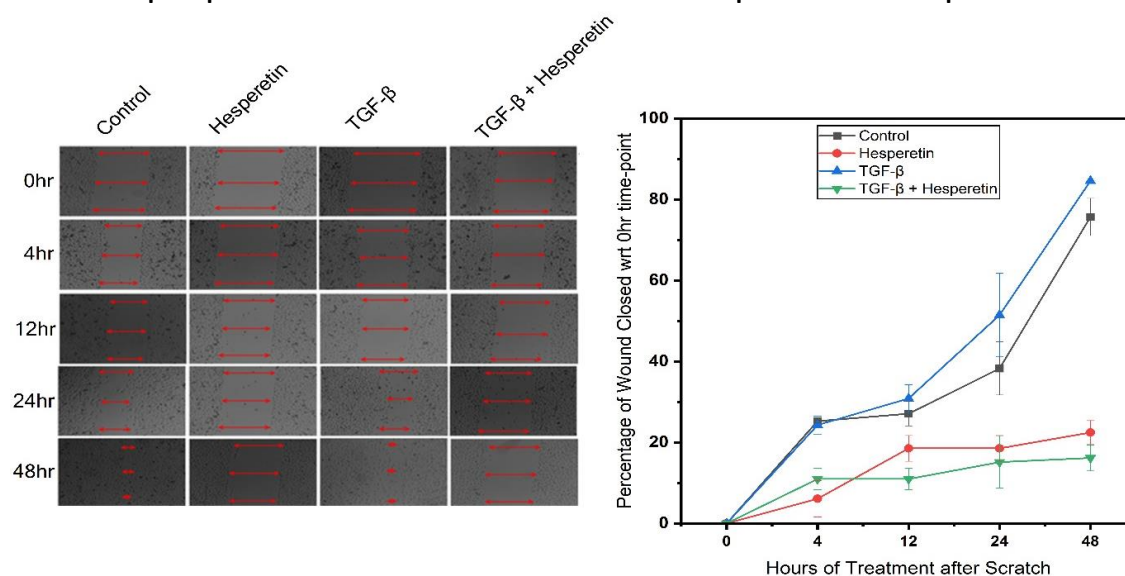 Control
Hesperetin
TGF-β
TGF-β + Hesperetin
0hr
4hr
12hr
24hr
48hr
Percentage of Wound Closed wrt 0hr time-point
100
80
60
40
20
0
Control
Hesperetin
TGF-β
TGF-β + Hesperetin
0
4
12
24
48
Hours of Treatment after Scratch